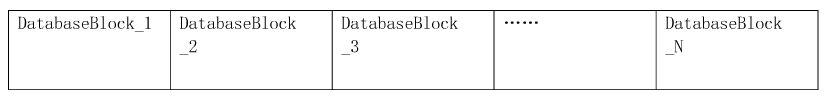 DatabaseBlock_1
DatabaseBlock
_2
DatabaseBlock
_3
……
DatabaseBlock
_N